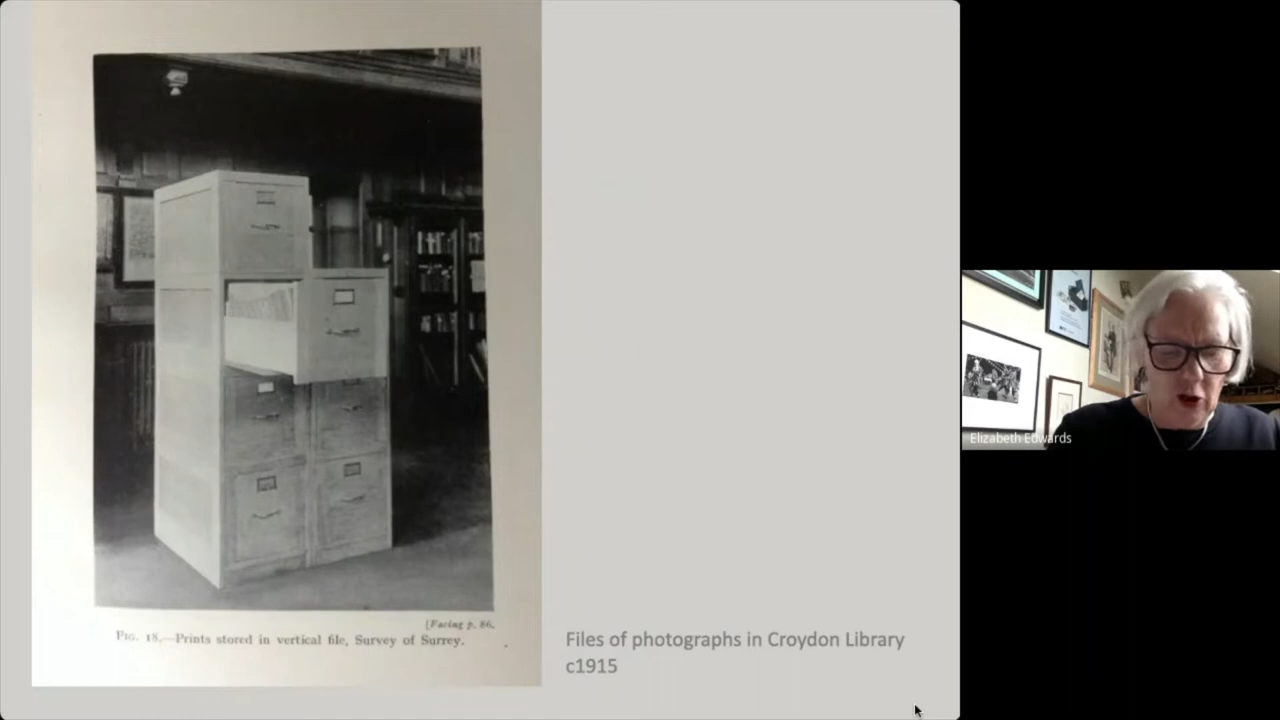 [Facing p. 86.
Fig. 18.—Prints stored in vertical file, Survey of Surrey.
Files of photographs in Croydon Library
c1915
Elizabeth Edwards